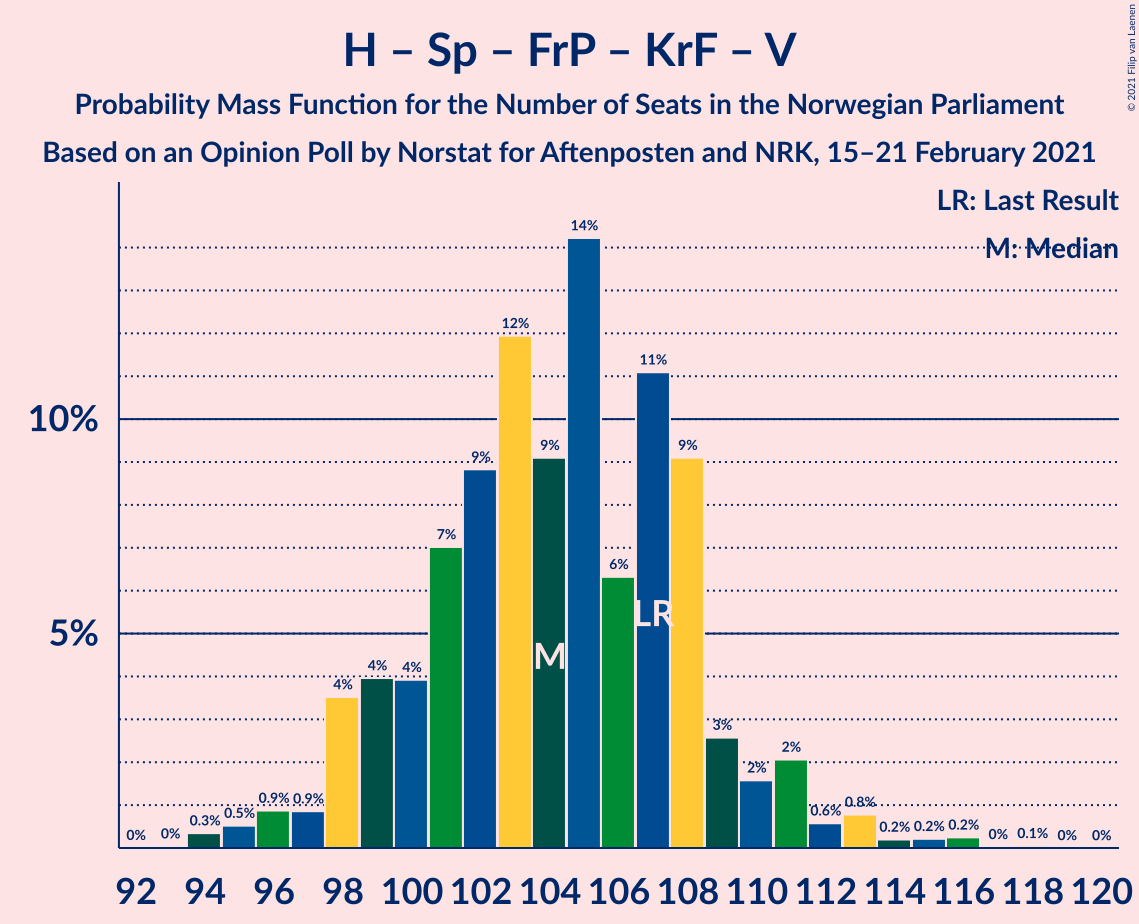 H – Sp – FrP – KrF – V
Probability Mass Function for the Number of Seats in the Norwegian Parliament
Based on an Opinion Poll by Norstat for Aftenposten and NRK, 15–21 February 2021
© 2021 Filip van Laenen
LR: Last Result
M: Median
10%
5%
0% 0% 0.3% 0.5% 0.9% 0.9% 4% 4% 4% 7% 9% 12% 9% 14% 6% 11% 9% 3% 2% 2% 0.6% 0.8% 0.2% 0.2% 0.2% 0% 0.1% 0% 0%
LR
M
92 94 96 98 100 102 104 106 108 110 112 114 116 118 120